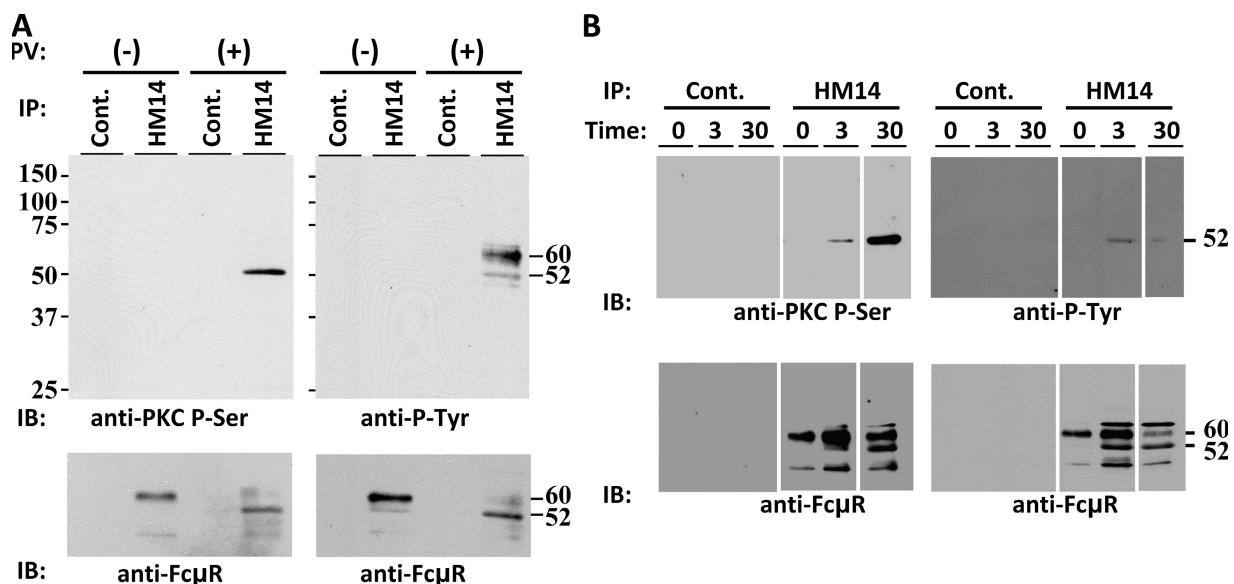 A
PV: (-) (+) (-) (+)
IP: Cont. HM14 Cont. HM14 Cont. HM14 Cont. HM14
150
100
75
50
37
25
60
52
IB: anti-PKC P-Ser anti-P-Tyr
60
52
IB: anti-FcµR anti-FcµR
B
IP: Cont. HM14 Cont. HM14
Time: 0 3 30 0 3 30 0 3 30 0 3 30
52
IB: anti-PKC P-Ser anti-P-Tyr
60
52
IB: anti-FcµR anti-FcµR